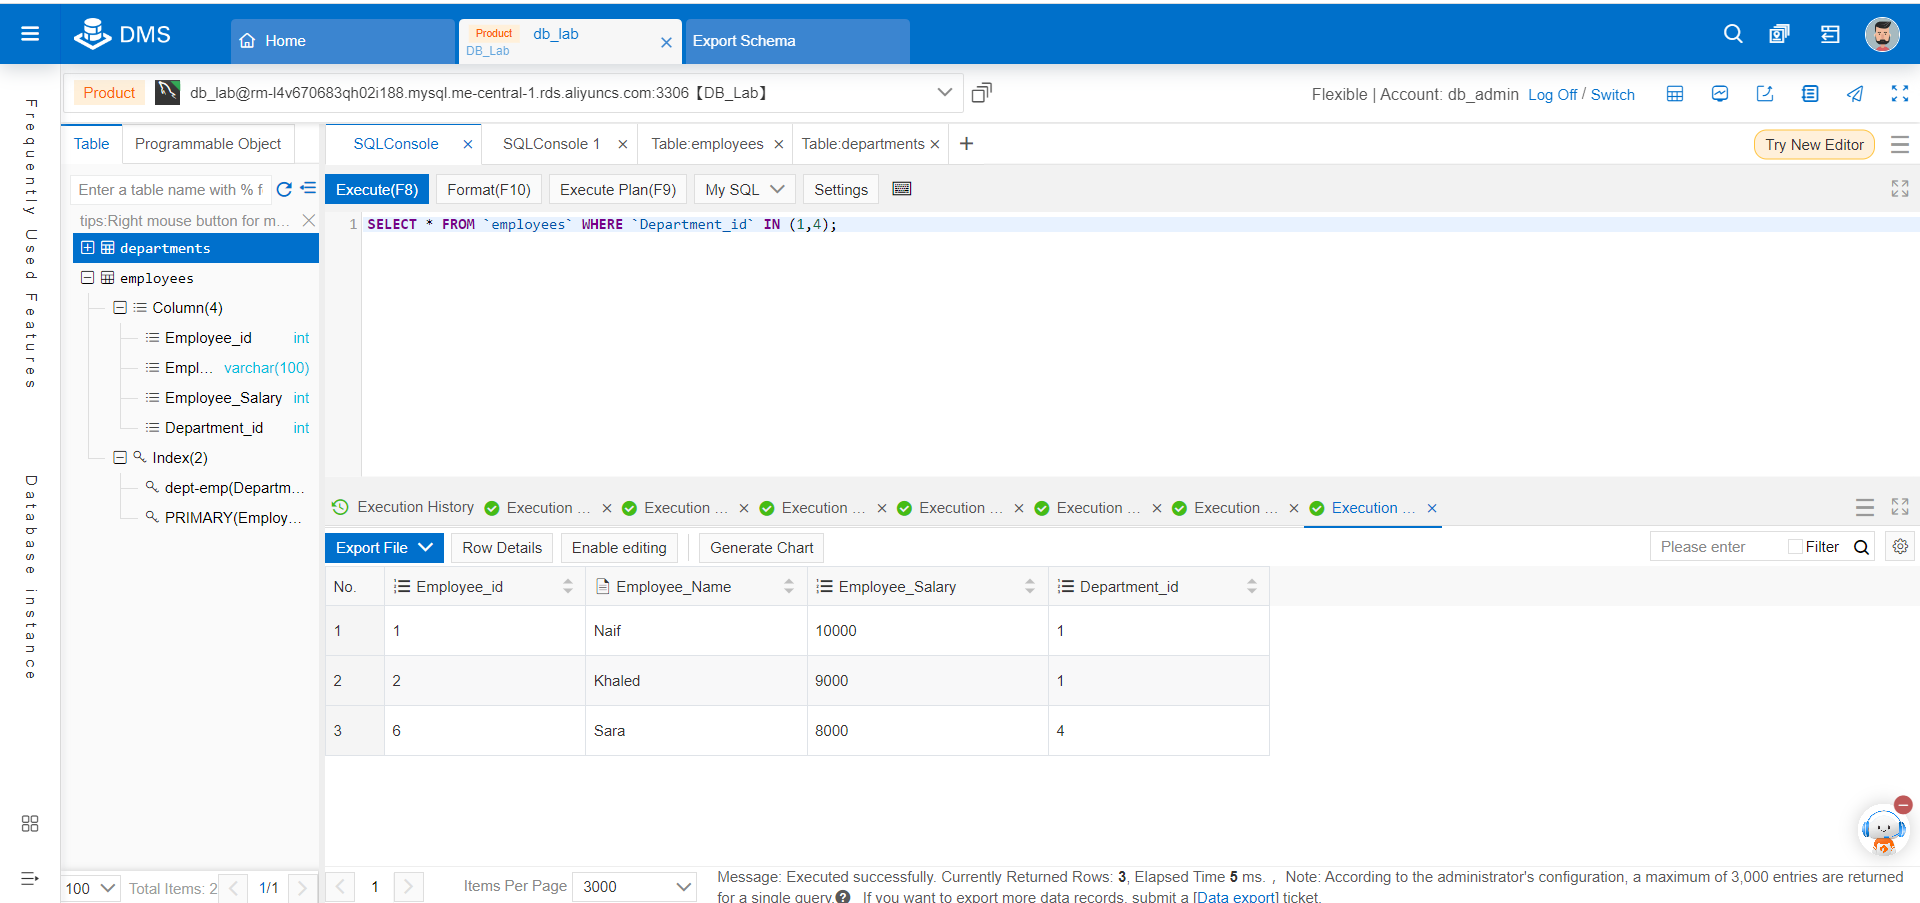 DMS
Home
Product db_lab
DB_Lab
Export Schema
Product db_lab@rm-l4v670683qh02i188.mysql.me-central-1.rds.aliyuncs.com:3306【DB_Lab】
Flexible | Account: db_admin Log Off / Switch
Frequently Used Features
Database instance
Table Programmable Object
SQLConsole SQLConsole 1 Table:employees Table:departments
Try New Editor
Enter a table name with % f
Execute(F8) Format(F10) Execute Plan(F9) My SQL Settings
tips:Right mouse button for m...
1 SELECT * FROM `employees` WHERE `Department_id` IN (1,4);
departments
employees
Column(4)
Employee_id int
Empl... varchar(100)
Employee_Salary int
Department_id int
Index(2)
dept-emp(Departm...
PRIMARY(Employ...
Execution History Execution ... Execution ... Execution ... Execution ... Execution ... Execution ... Execution ...
Export File Row Details Enable editing Generate Chart
Please enter Filter
No. Employee_id Employee_Name Employee_Salary Department_id
1 1 Naif 10000 1
2 2 Khaled 9000 1
3 6 Sara 8000 4
100 Total Items: 2 1/1
1 Items Per Page 3000
Message: Executed successfully. Currently Returned Rows: 3, Elapsed Time 5 ms. , Note: According to the administrator's configuration, a maximum of 3,000 entries are returned
for a single query. If you want to export more data records, submit a [Data export] ticket.